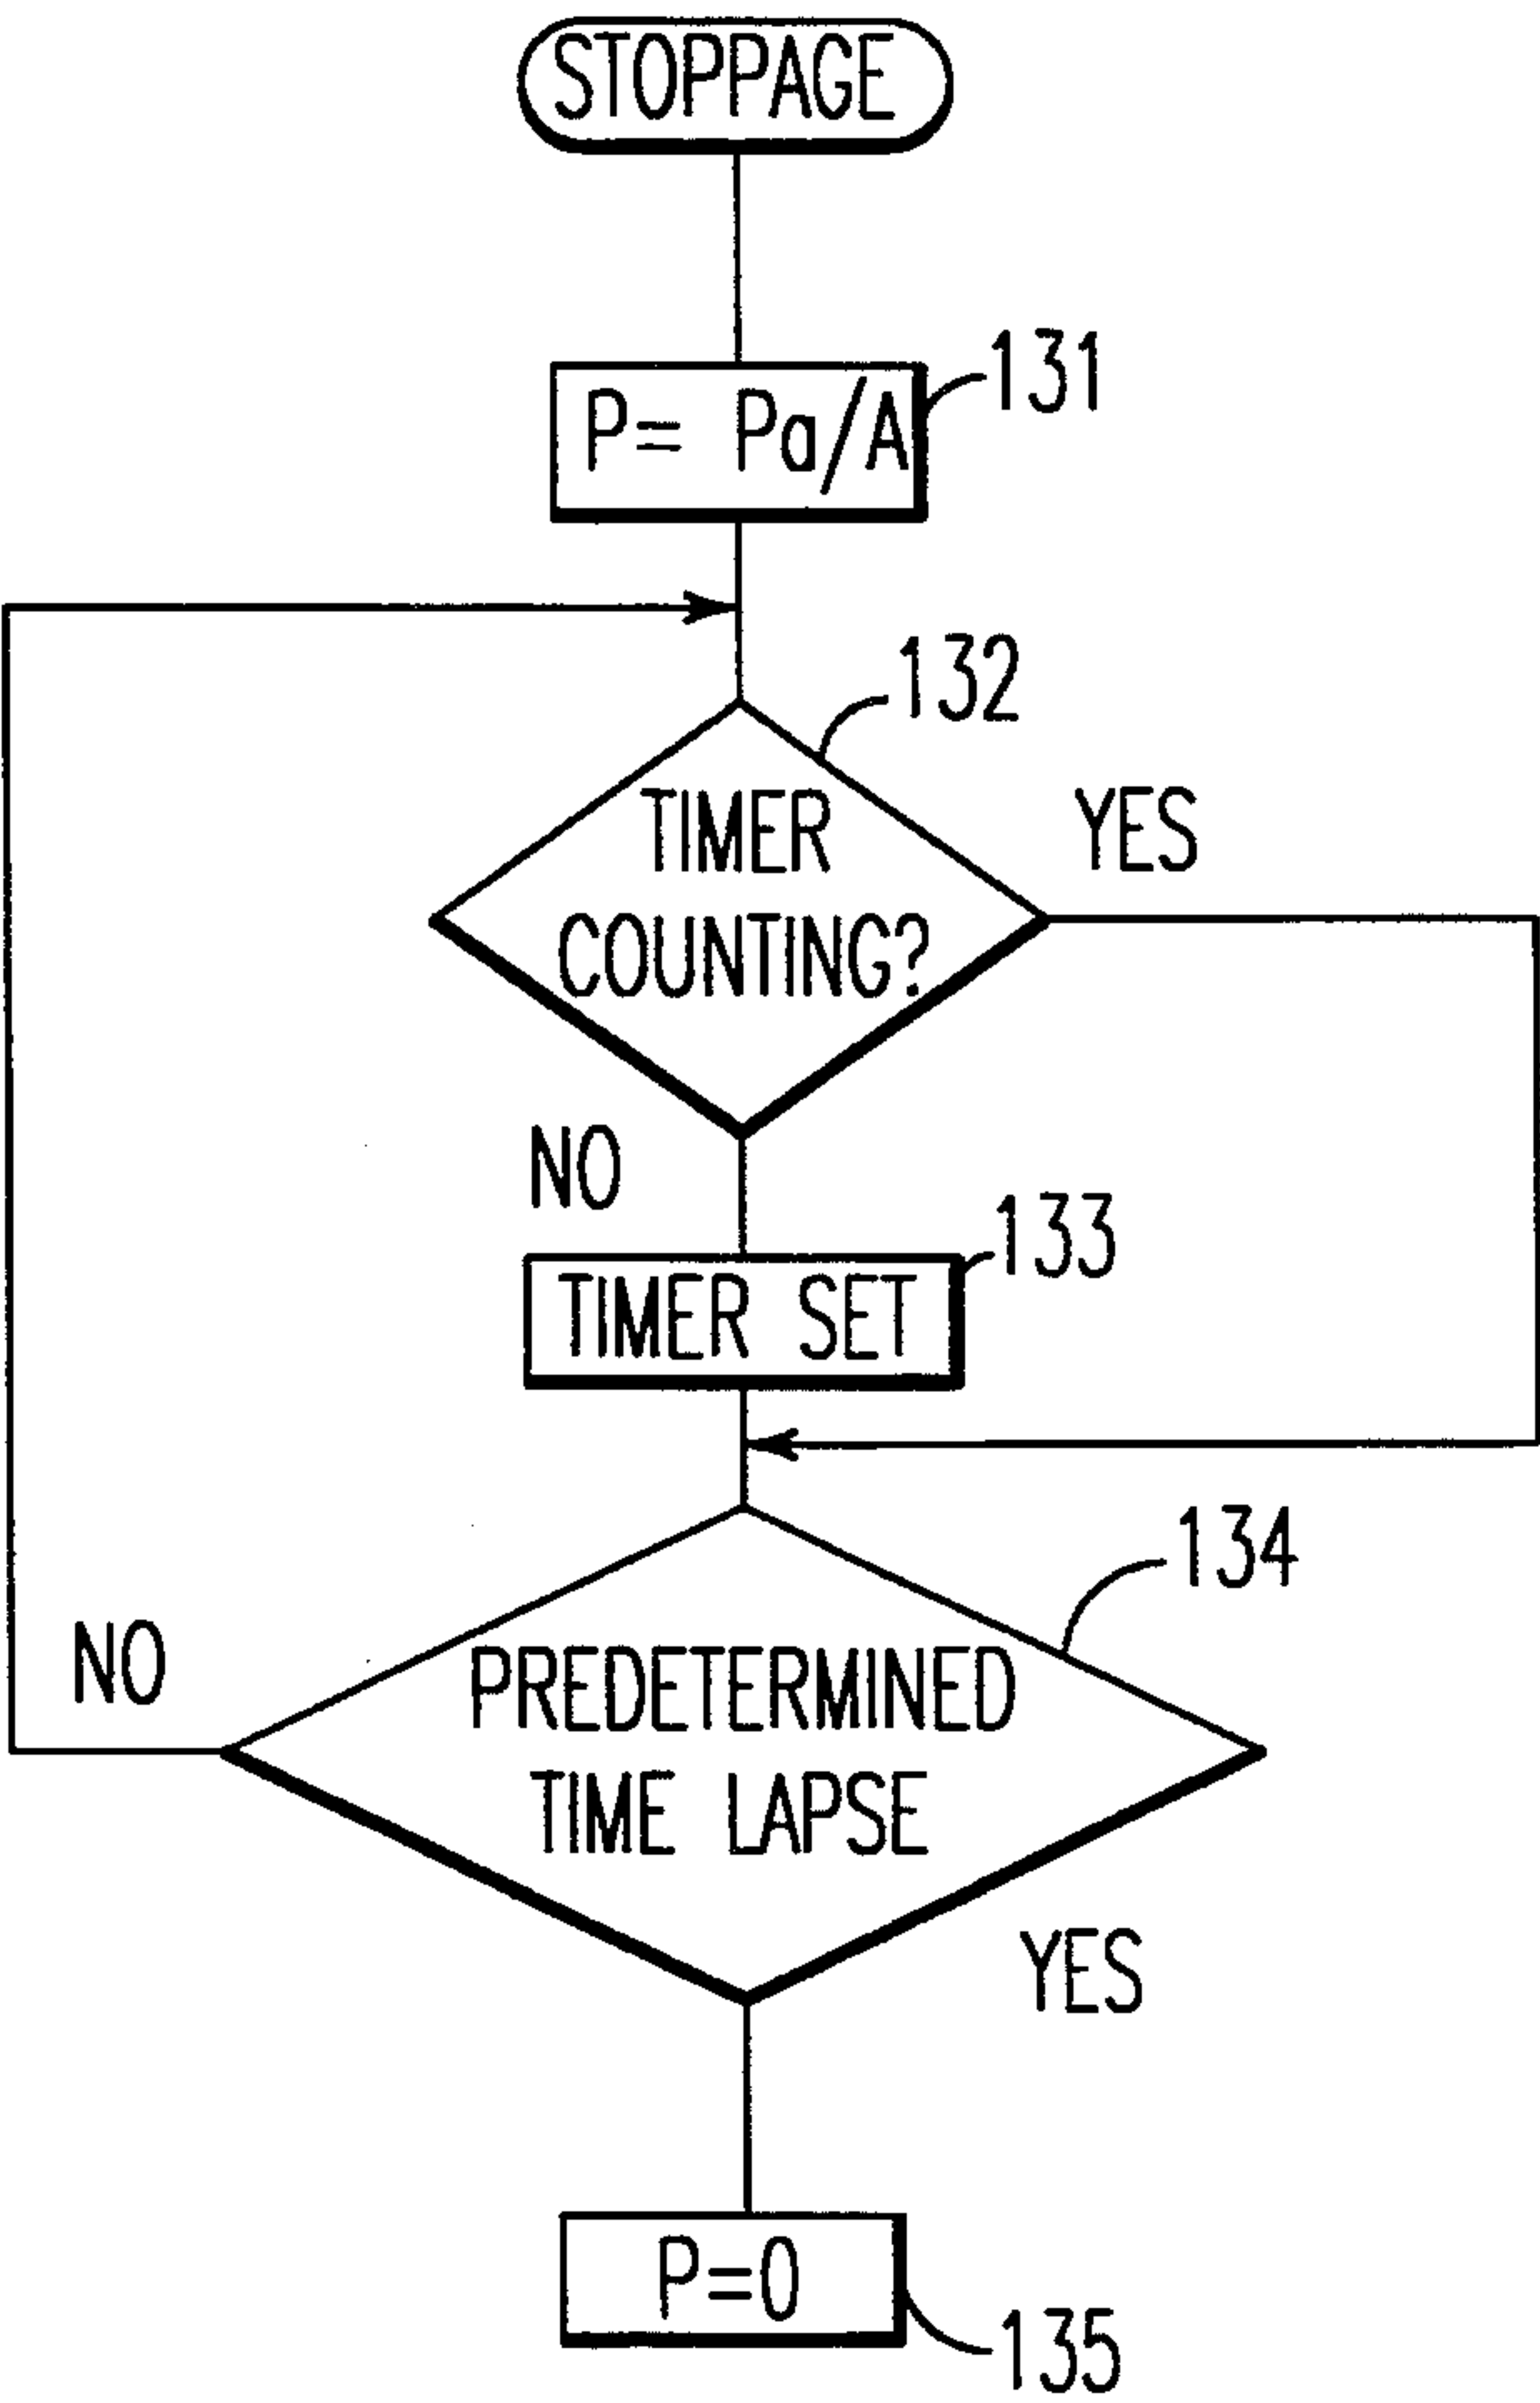 STOPPAGE
131
P= Pa/A
132
TIMER
COUNTING?
YES
NO
133
TIMER SET
134
NO
PREDETERMINED
TIME LAPSE
YES
P=0
135